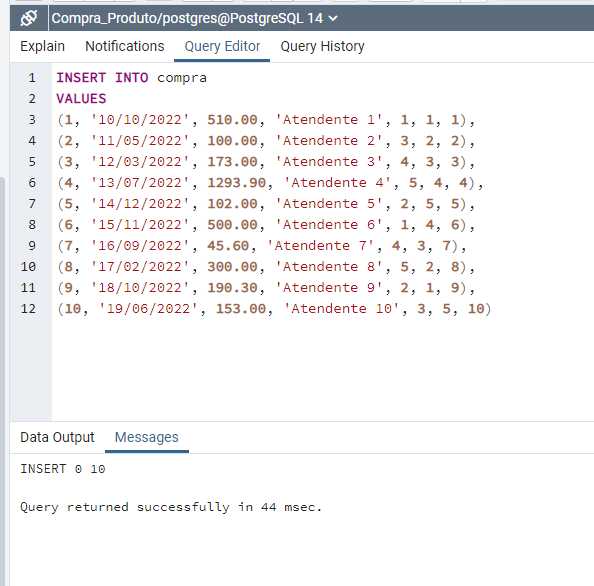 Compra_Produto/postgres@PostgreSQL 14
Explain Notifications Query Editor Query History
1 INSERT INTO compra
2 VALUES
3 (1, '10/10/2022', 510.00, 'Atendente 1', 1, 1, 1),
4 (2, '11/05/2022', 100.00, 'Atendente 2', 3, 2, 2),
5 (3, '12/03/2022', 173.00, 'Atendente 3', 4, 3, 3),
6 (4, '13/07/2022', 1293.90, 'Atendente 4', 5, 4, 4),
7 (5, '14/12/2022', 102.00, 'Atendente 5', 2, 5, 5),
8 (6, '15/11/2022', 500.00, 'Atendente 6', 1, 4, 6),
9 (7, '16/09/2022', 45.60, 'Atendente 7', 4, 3, 7),
10 (8, '17/02/2022', 300.00, 'Atendente 8', 5, 2, 8),
11 (9, '18/10/2022', 190.30, 'Atendente 9', 2, 1, 9),
12 (10, '19/06/2022', 153.00, 'Atendente 10', 3, 5, 10)
Data Output Messages
INSERT 0 10
Query returned successfully in 44 msec.